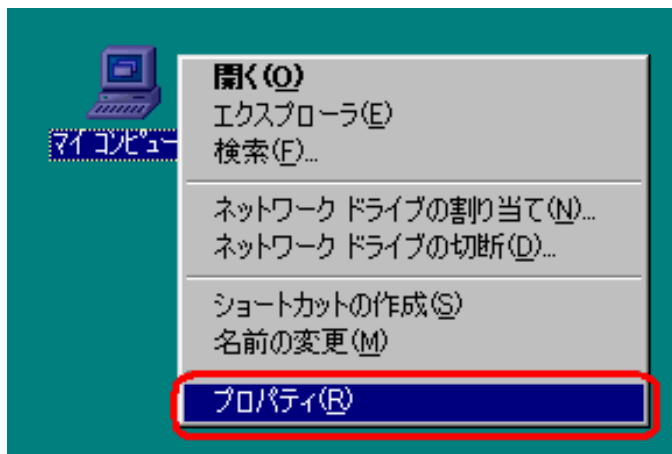 マイ コンピュー
開く(O)
エクスプローラ(E)
検索(F)...
ネットワーク ドライブの割り当て(N)...
ネットワーク ドライブの切断(D)...
ショートカットの作成(S)
名前の変更(M)
プロパティ(R)